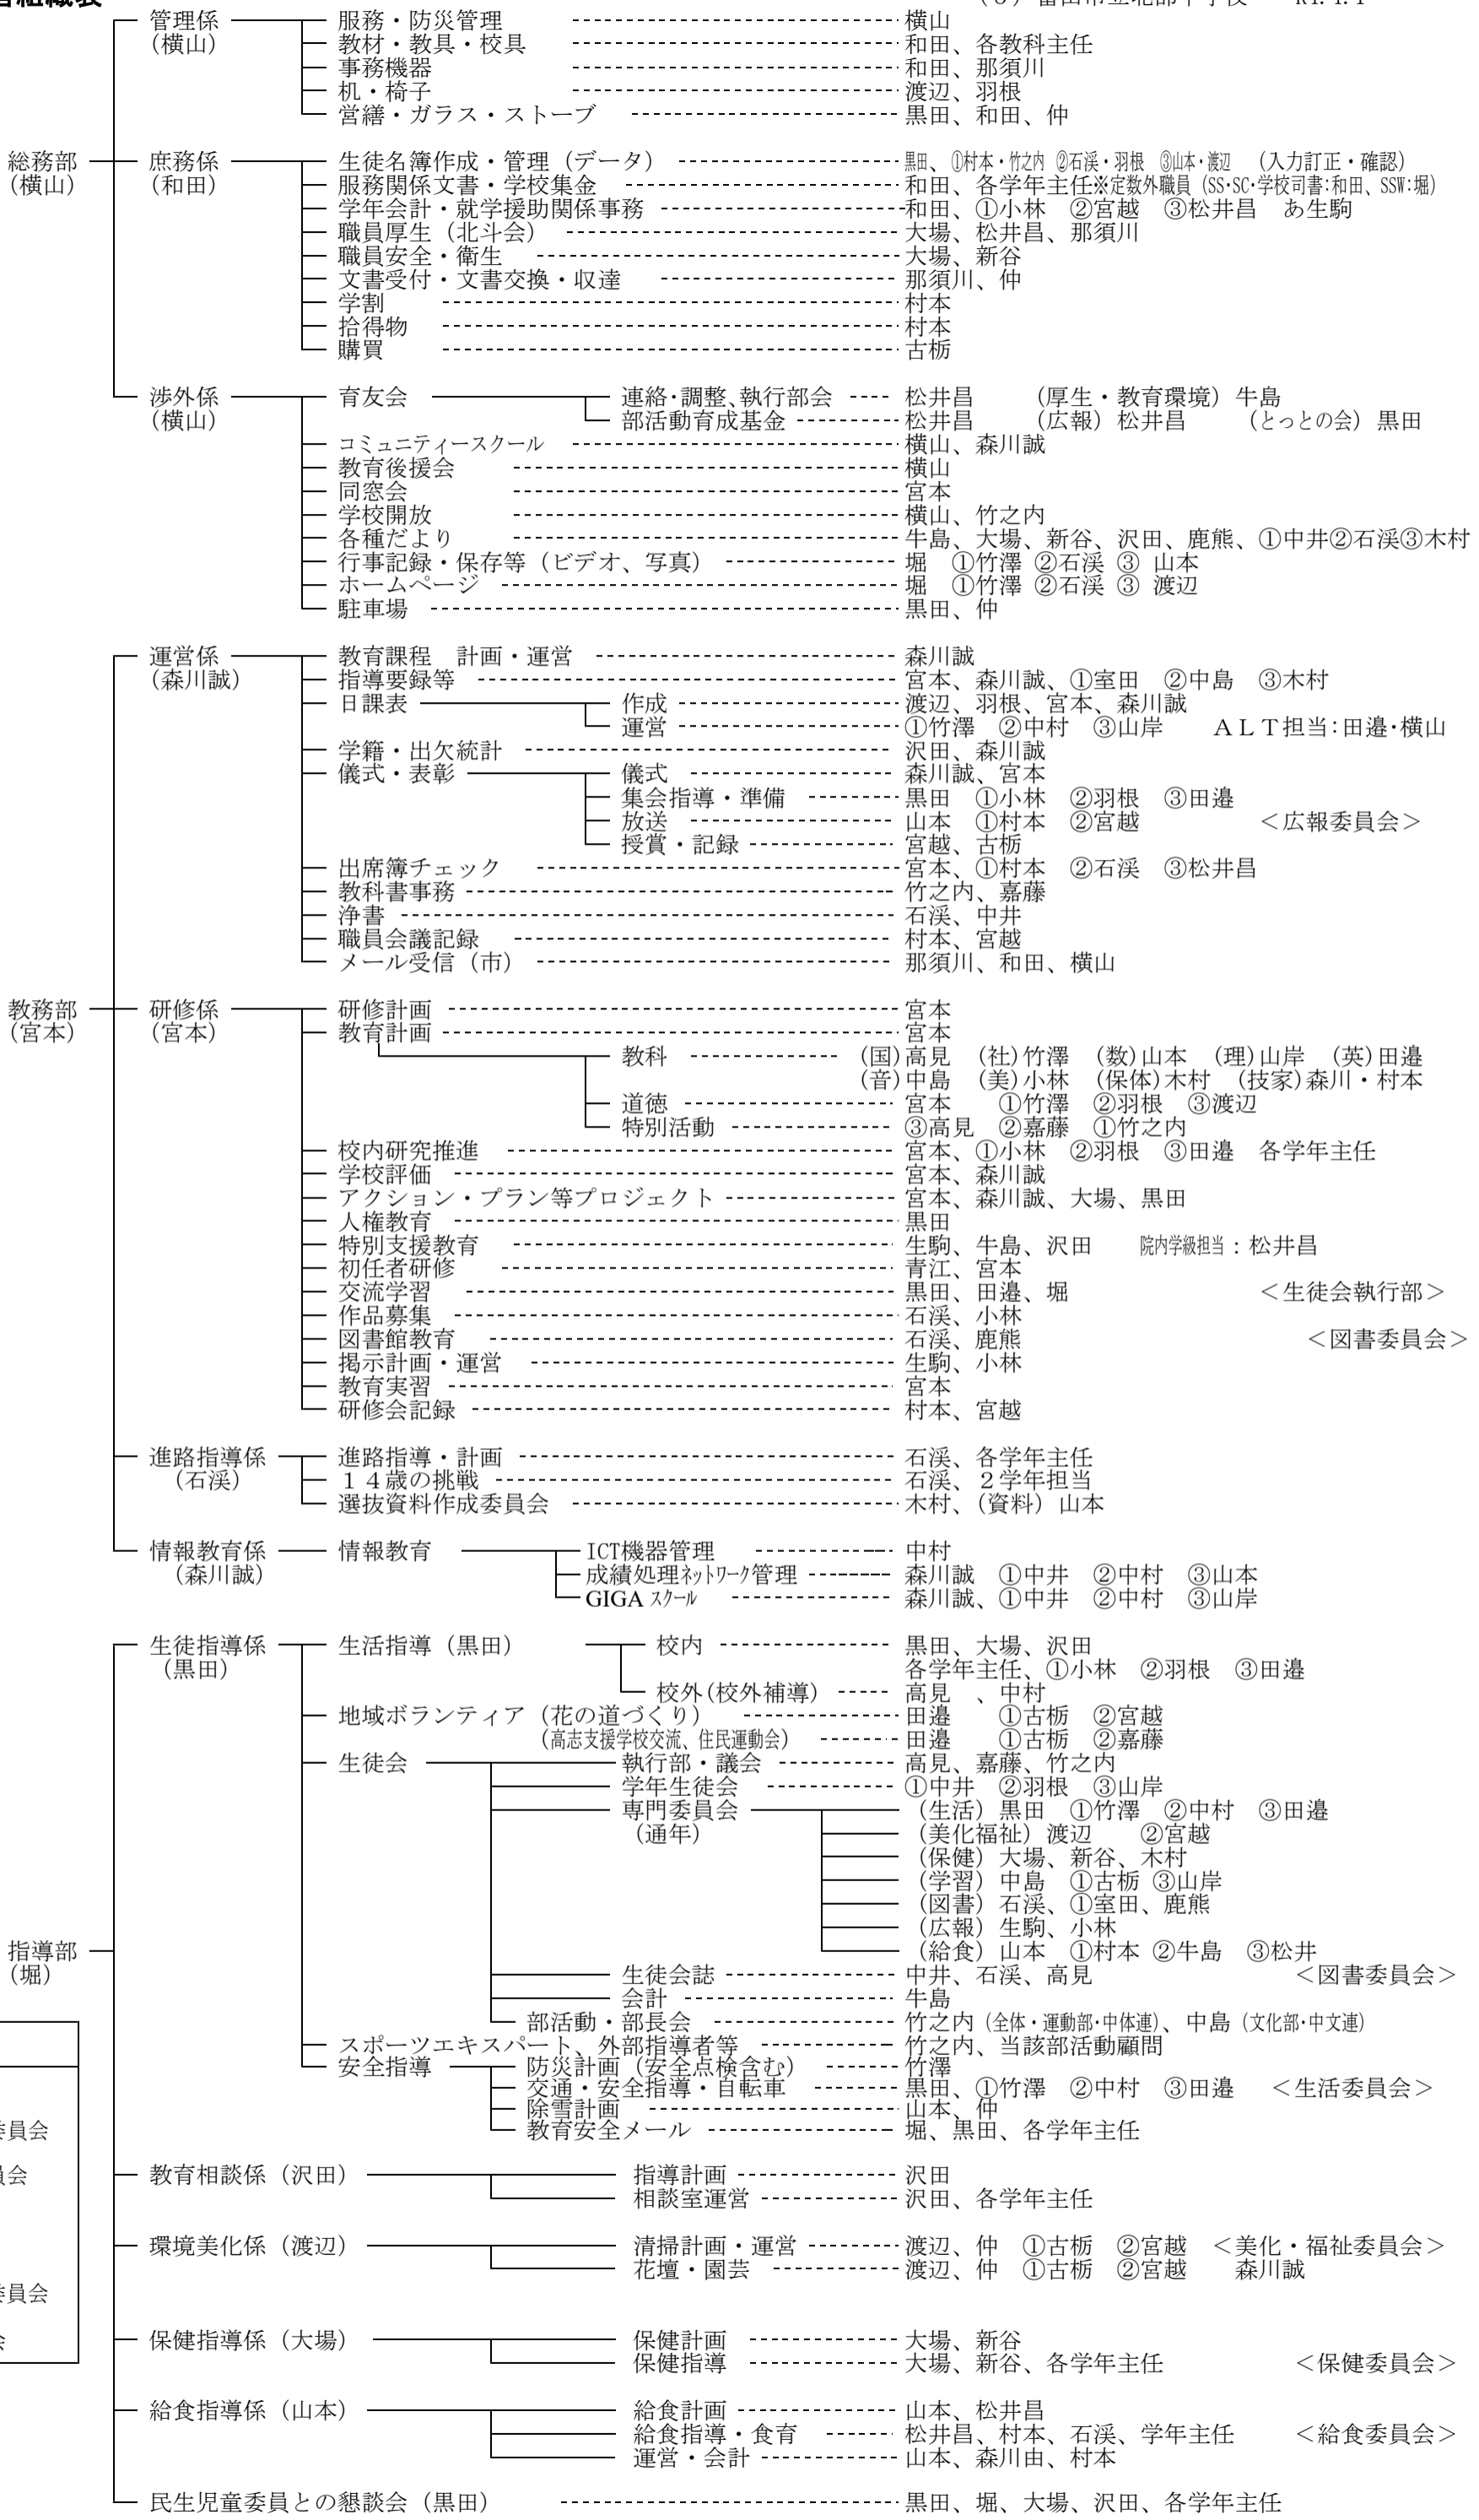 管理係 服務・防災管理 横山
(横山) 教材・教具・校具 和田、各教科主任
事務機器 和田、那須川
机・椅子 渡辺、羽根
営繕・ガラス・ストーブ 黒田、和田、仲
総務部 庶務係 生徒名簿作成・管理（データ） 黒田、①村本・竹之内 ②石渓・羽根 ③山本・渡辺 （入力訂正・確認）
(横山) (和田) 服務関係文書・学校集金 和田、各学年主任※定数外職員（SS・SC・学校司書：和田、SSW：堀）
学年会計・就学援助関係事務 和田、①小林 ②宮越 ③松井昌 あ生駒
職員厚生（北斗会） 大場、松井昌、那須川
職員安全・衛生 大場、新谷
文書受付・文書交換・収達 那須川、仲
学割 村本
拾得物 村本
購買 古栃
渉外係 育友会 連絡・調整、執行部会 松井昌 （厚生・教育環境）牛島
(横山) 部活動育成基金 松井昌 （広報）松井昌 （とっとの会）黒田
コミュニティースクール 横山、森川誠
教育後援会 横山
同窓会 宮本
学校開放 横山、竹之内
各種だより 牛島、大場、新谷、沢田、鹿熊、①中井②石渓③木村
行事記録・保存等（ビデオ、写真） 堀 ①竹澤 ②石渓 ③ 山本
ホームページ 堀 ①竹澤 ②石渓 ③ 渡辺
駐車場 黒田、仲
運営係 教育課程 計画・運営 森川誠
(森川誠) 指導要録等 宮本、森川誠、①室田 ②中島 ③木村
日課表 作成 渡辺、羽根、宮本、森川誠
運営 ①竹澤 ②中村 ③山岸 ＡＬＴ担当：田邉・横山
学籍・出欠統計 沢田、森川誠
儀式・表彰 儀式 森川誠、宮本
集会指導・準備 黒田 ①小林 ②羽根 ③田邉
放送 山本 ①村本 ②宮越 ＜広報委員会＞
授賞・記録 宮越、古栃
出席簿チェック 宮本、①村本 ②石渓 ③松井昌
教科書事務 竹之内、嘉藤
浄書 石渓、中井
職員会議記録 村本、宮越
メール受信（市） 那須川、和田、横山
教務部 研修係 研修計画 宮本
(宮本) (宮本) 教育計画 宮本
教科 (国)高見 (社)竹澤 (数)山本 (理)山岸 (英)田邉
(音)中島 (美)小林 (保体)木村 (技家)森川・村本
道徳 宮本 ①竹澤 ②羽根 ③渡辺
特別活動 ③高見 ②嘉藤 ①竹之内
校内研究推進 宮本、①小林 ②羽根 ③田邉 各学年主任
学校評価 宮本、森川誠
アクション・プラン等プロジェクト 宮本、森川誠、大場、黒田
人権教育 黒田
特別支援教育 生駒、牛島、沢田 院内学級担当：松井昌
初任者研修 青江、宮本
交流学習 黒田、田邉、堀 ＜生徒会執行部＞
作品募集 石渓、小林
図書館教育 石渓、鹿熊 ＜図書委員会＞
掲示計画・運営 生駒、小林
教育実習 宮本
研修会記録 村本、宮越
進路指導係 進路指導・計画 石渓、各学年主任
(石渓) １４歳の挑戦 石渓、２学年担当
選抜資料作成委員会 木村、（資料）山本
情報教育係 情報教育 ICT機器管理 中村
(森川誠) 成績処理ネットワーク管理 森川誠 ①中井 ②中村 ③山本
GIGA スクール 森川誠、①中井 ②中村 ③山岸
生徒指導係 生活指導（黒田） 校内 黒田、大場、沢田
(黒田) 各学年主任、①小林 ②羽根 ③田邉
校外(校外補導) 高見 、中村
地域ボランティア（花の道づくり） 田邉 ①古栃 ②宮越
(高志支援学校交流、住民運動会) 田邉 ①古栃 ②嘉藤
生徒会 執行部・議会 高見、嘉藤、竹之内
学年生徒会 ①中井 ②羽根 ③山岸
専門委員会 （生活）黒田 ①竹澤 ②中村 ③田邉
(通年) （美化福祉）渡辺 ②宮越
（保健）大場、新谷、木村
（学習）中島 ①古栃 ③山岸
（図書）石渓、①室田、鹿熊
（広報）生駒、小林
指導部 （給食）山本 ①村本 ②牛島 ③松井
(堀) 生徒会誌 中井、石渓、高見 ＜図書委員会＞
会計 牛島
部活動・部長会 竹之内（全体・運動部・中体連）、中島（文化部・中文連）
スポーツエキスパート、外部指導者等 竹之内、当該部活動顧問
安全指導 防災計画（安全点検含む） 竹澤
交通・安全指導・自転車 黒田、①竹澤 ②中村 ③田邉 ＜生活委員会＞
除雪計画 山本、仲
教育安全メール 堀、黒田、各学年主任
員会
教育相談係（沢田） 指導計画 沢田
相談室運営 沢田、各学年主任
環境美化係（渡辺） 清掃計画・運営 渡辺、仲 ①古栃 ②宮越 ＜美化・福祉委員会＞
花壇・園芸 渡辺、仲 ①古栃 ②宮越 森川誠
員会
保健指導係（大場） 保健計画 大場、新谷
保健指導 大場、新谷、各学年主任 ＜保健委員会＞
給食指導係（山本） 給食計画 山本、松井昌
給食指導・食育 松井昌、村本、石渓、学年主任 ＜給食委員会＞
運営・会計 山本、森川由、村本
民生児童委員との懇談会（黒田） 黒田、堀、大場、沢田、各学年主任